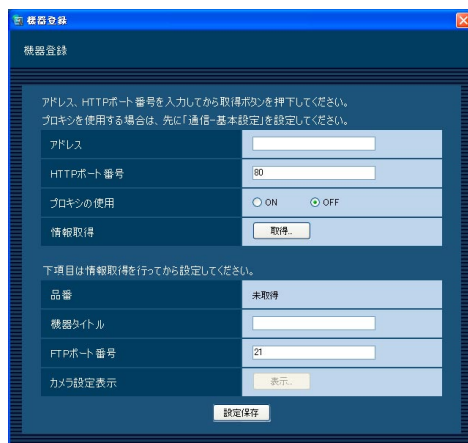 機器登録
機器登録
アドレス、HTTPポート番号を入力してから取得ボタンを押下してください。
プロキシを使用する場合は、先に「通信-基本設定」を設定してください。
アドレス
HTTPポート番号 80
プロキシの使用 ON OFF
情報取得 取得...
下項目は情報取得を行ってから設定してください。
品番 未取得
機器タイトル
FTPポート番号 21
カメラ設定表示 表示...
設定保存